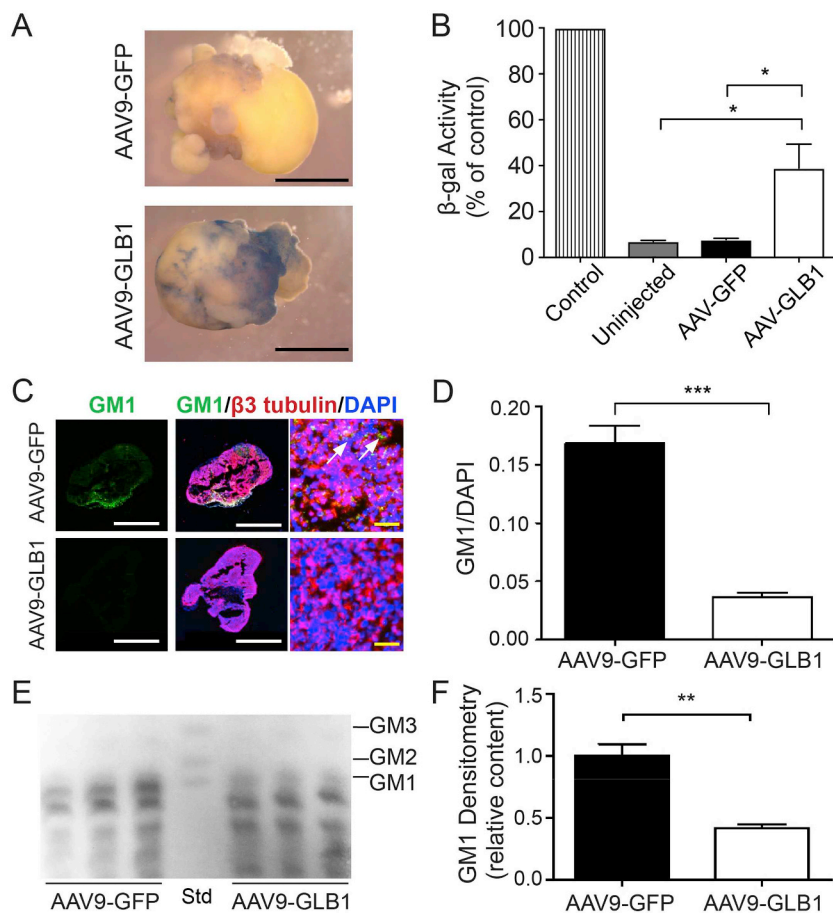 A
AAV9-GFP
AAV9-GLB1
B
β-gal Activity
(% of control)
100
80
60
40
20
0
*
*
Control
Uninjected
AAV-GFP
AAV-GLB1
C
GM1
GM1/β3 tubulin/DAPI
AAV9-GFP
AAV9-GLB1
D
GM1/DAPI
0.20
0.15
0.10
0.05
0.00
***
AAV9-GFP
AAV9-GLB1
E
GM3
GM2
GM1
AAV9-GFP
Std
AAV9-GLB1
F
GM1 Densitometry
(relative content)
1.5
1.0
0.5
0.0
**
AAV9-GFP
AAV9-GLB1